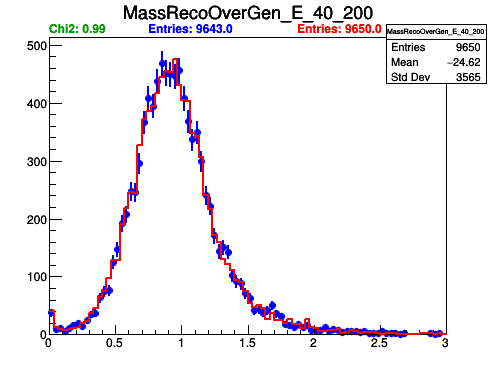 MassRecoOverGen_E_40_200
Chi2: 0.99 Entries: 9643.0 Entries: 9650.0
MassRecoOverGen_E_40_200
Entries 9650
Mean −24.62
Std Dev 3565
500
400
300
200
100
0
0 0.5 1 1.5 2 2.5 3